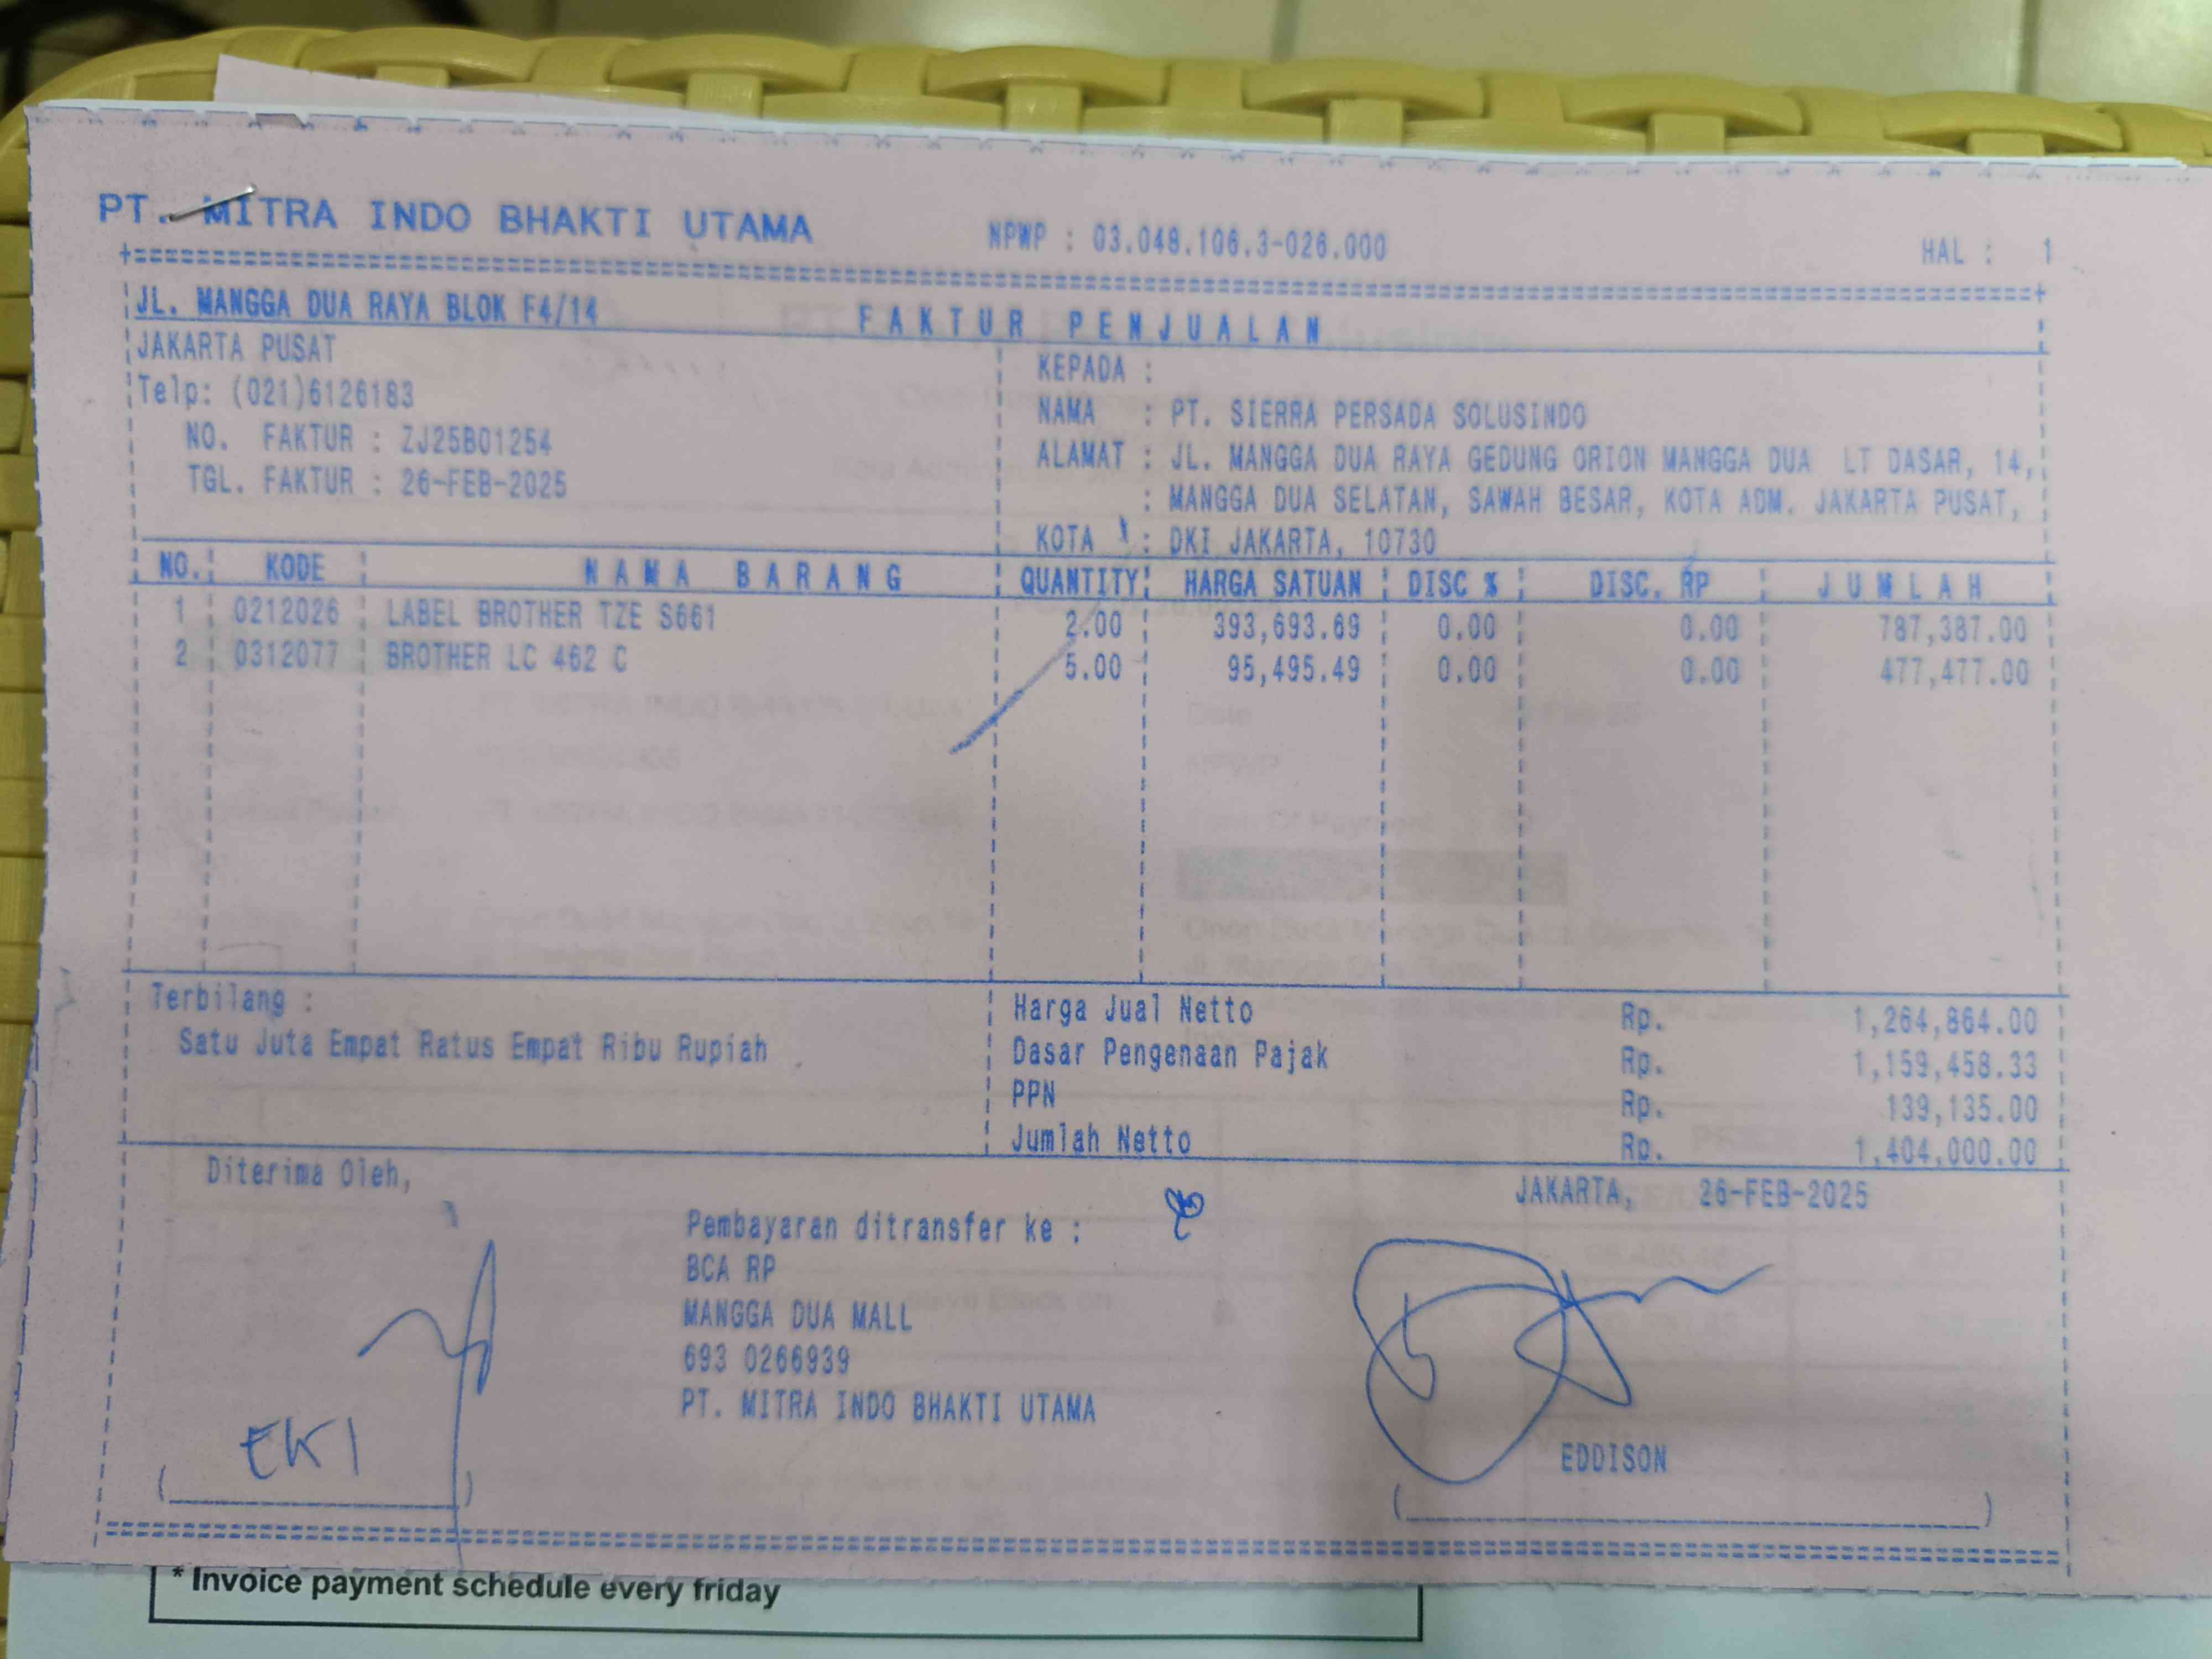 PT. MITRA INDO BHAKTI UTAMA NPWP : 03.048.106.3-026.000 HAL : 1
JL. MANGGA DUA RAYA BLOK F4/14 FAKTUR PENJUALAN
JAKARTA PUSAT
Telp: (021)6126183
NO. FAKTUR : ZJ25B01254
TGL. FAKTUR : 26-FEB-2025
KEPADA :
NAMA : PT. SIERRA PERSADA SOLUSINDO
ALAMAT : JL. MANGGA DUA RAYA GEDUNG ORION MANGGA DUA LT DASAR, 14,
: MANGGA DUA SELATAN, SAWAH BESAR, KOTA ADM. JAKARTA PUSAT,
KOTA : DKI JAKARTA, 10730
NO. KODE NAMA BARANG QUANTITY HARGA SATUAN DISC % DISC. RP JUMLAH
1 0212026 LABEL BROTHER TZE S661 2.00 393,693.69 0.00 0.00 787,387.00
2 0312077 BROTHER LC 462 C 5.00 95,495.49 0.00 0.00 477,477.00
Terbilang :
Satu Juta Empat Ratus Empat Ribu Rupiah
Harga Jual Netto Rp. 1,264,864.00
Dasar Pengenaan Pajak Rp. 1,159,458.33
PPN Rp. 139,135.00
Jumlah Netto Rp. 1,404,000.00
Diterima Oleh,
JAKARTA, 26-FEB-2025
Pembayaran ditransfer ke :
BCA RP
MANGGA DUA MALL
693 0266939
PT. MITRA INDO BHAKTI UTAMA
EKI
EDDISON
* Invoice payment schedule every friday